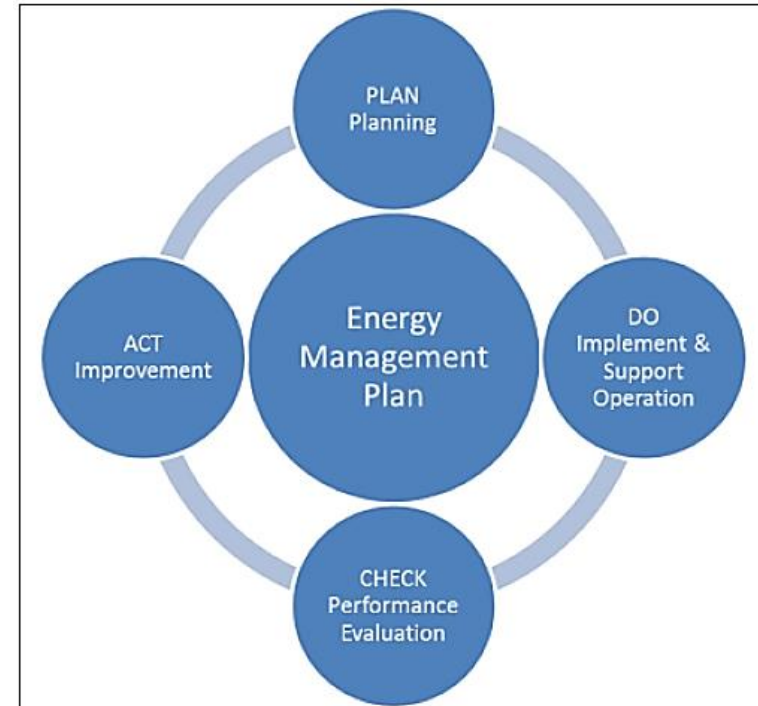 PLAN
Planning
Energy
Management
Plan
DO
Implement &
Support
Operation
ACT
Improvement
CHECK
Performance
Evaluation